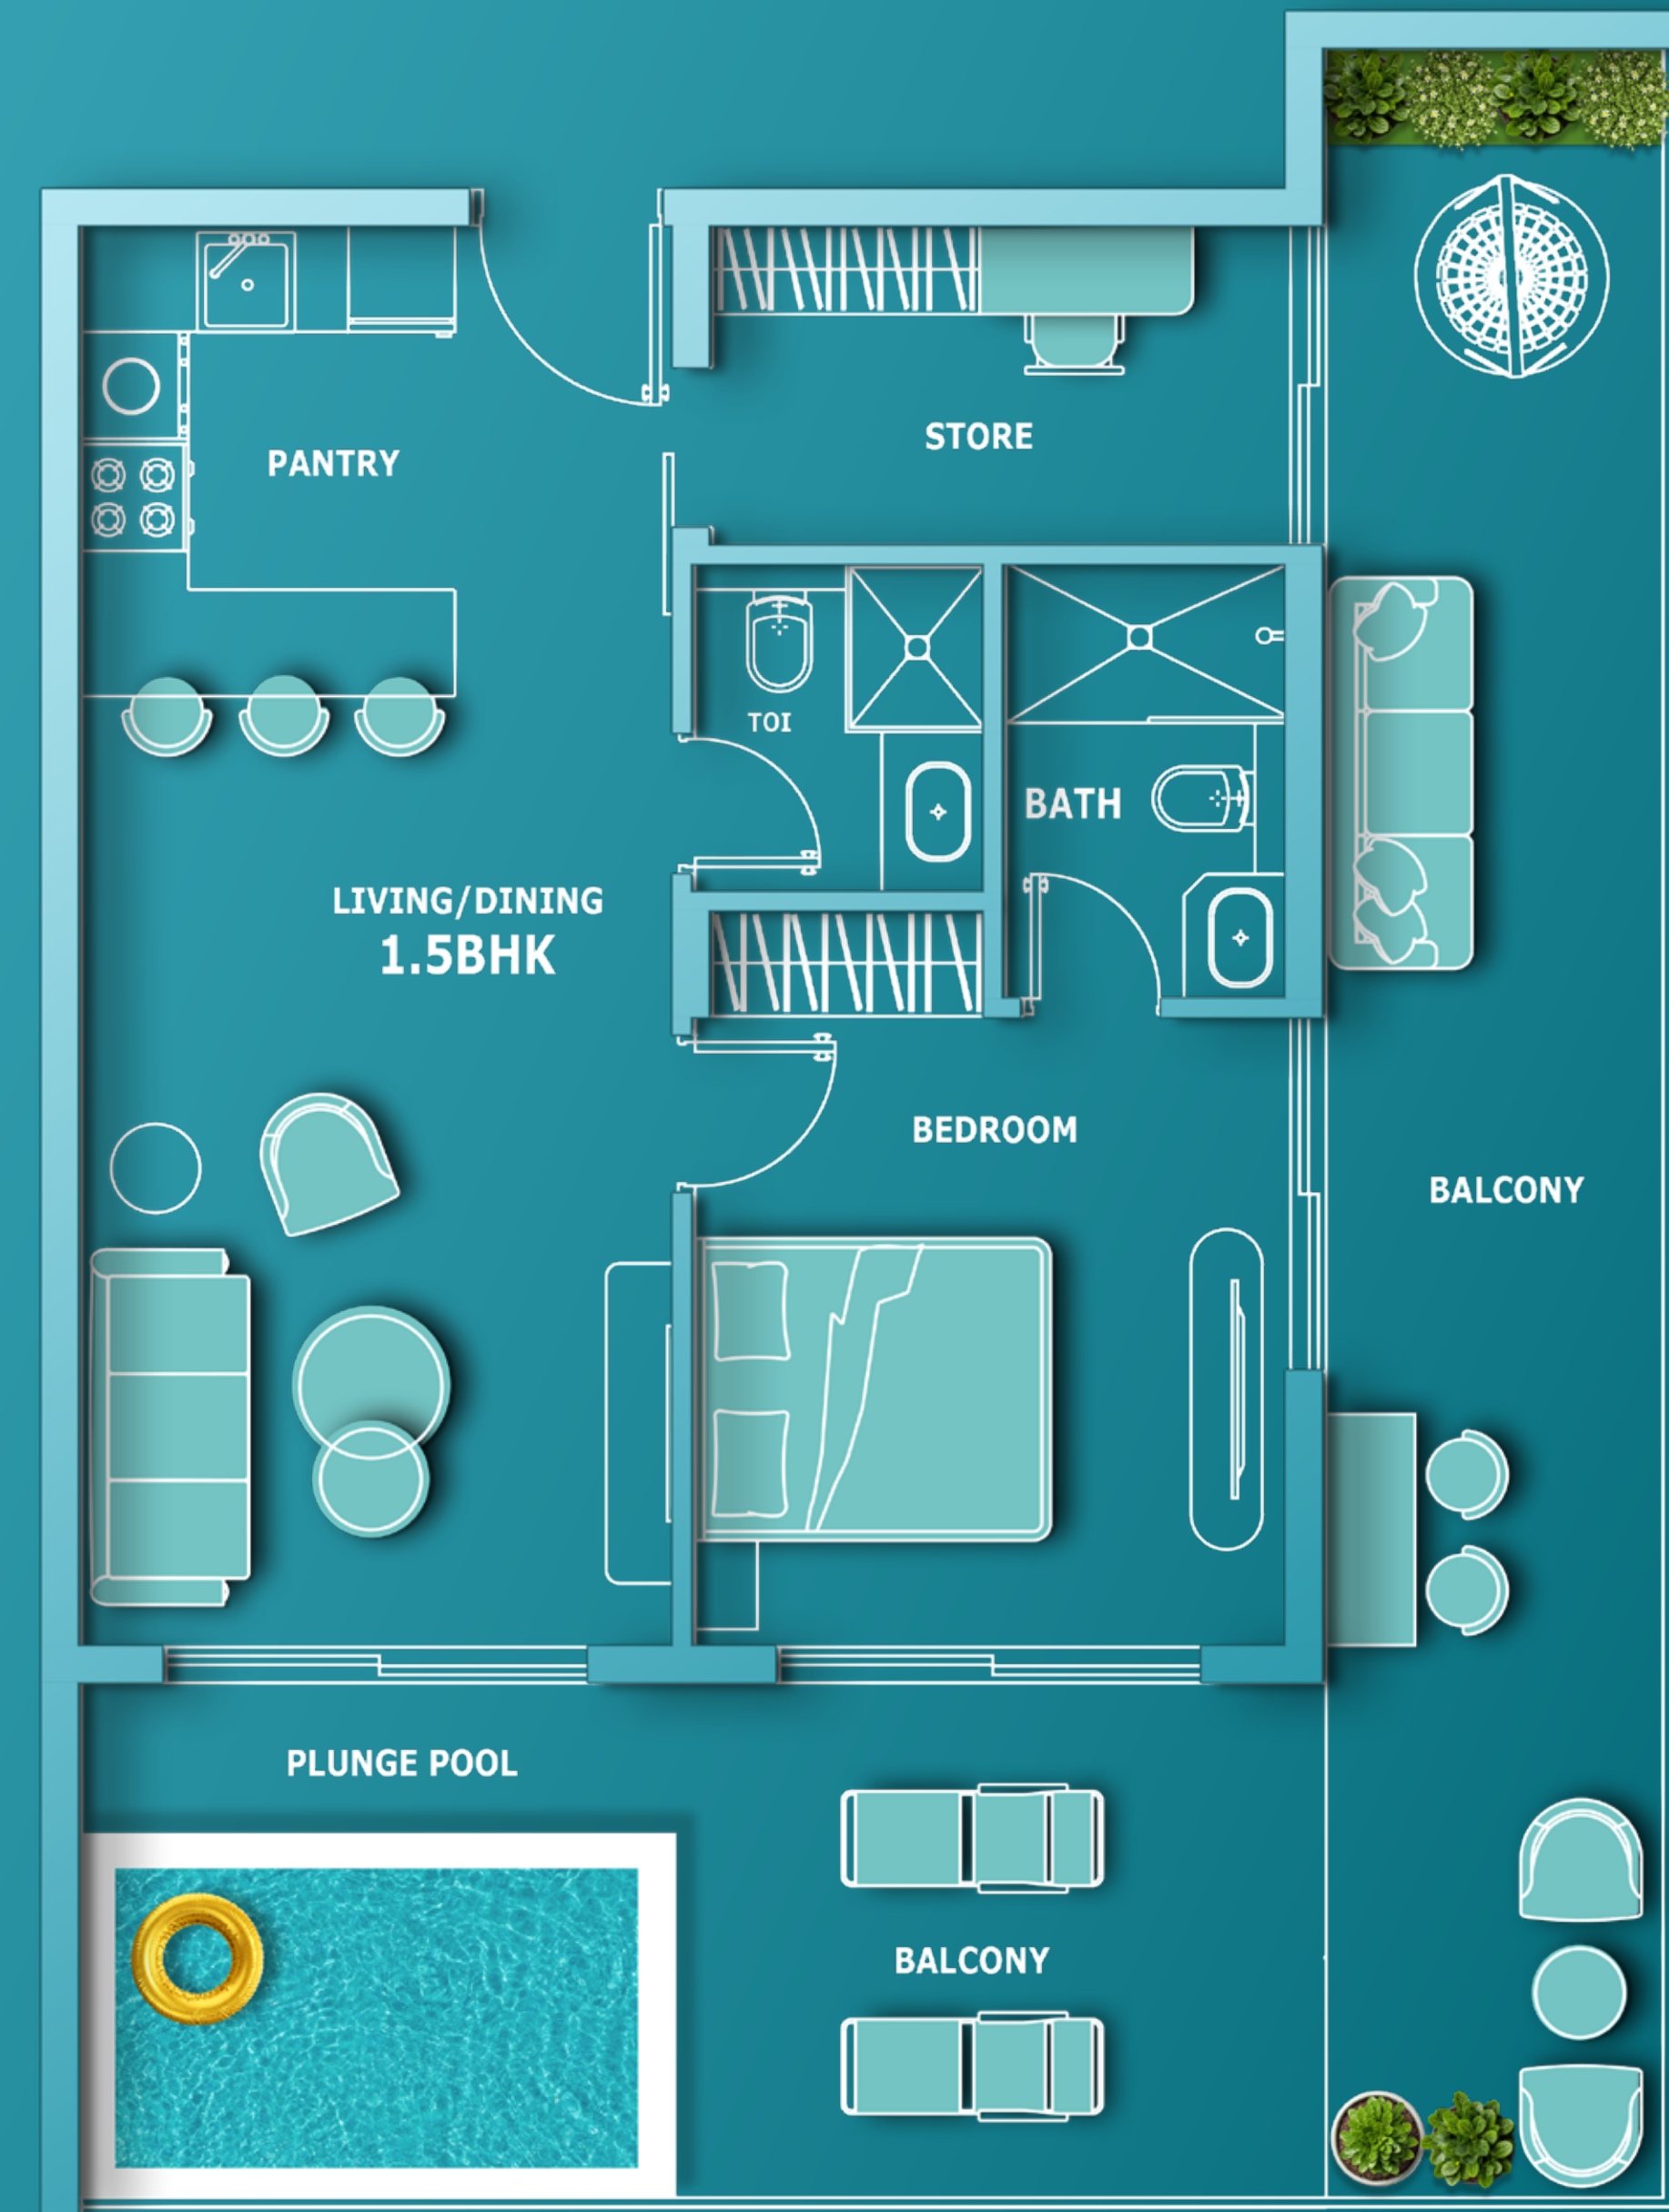 STORE
PANTRY
TOI
BATH
LIVING/DINING
1.5BHK
BEDROOM
BALCONY
PLUNGE POOL
BALCONY